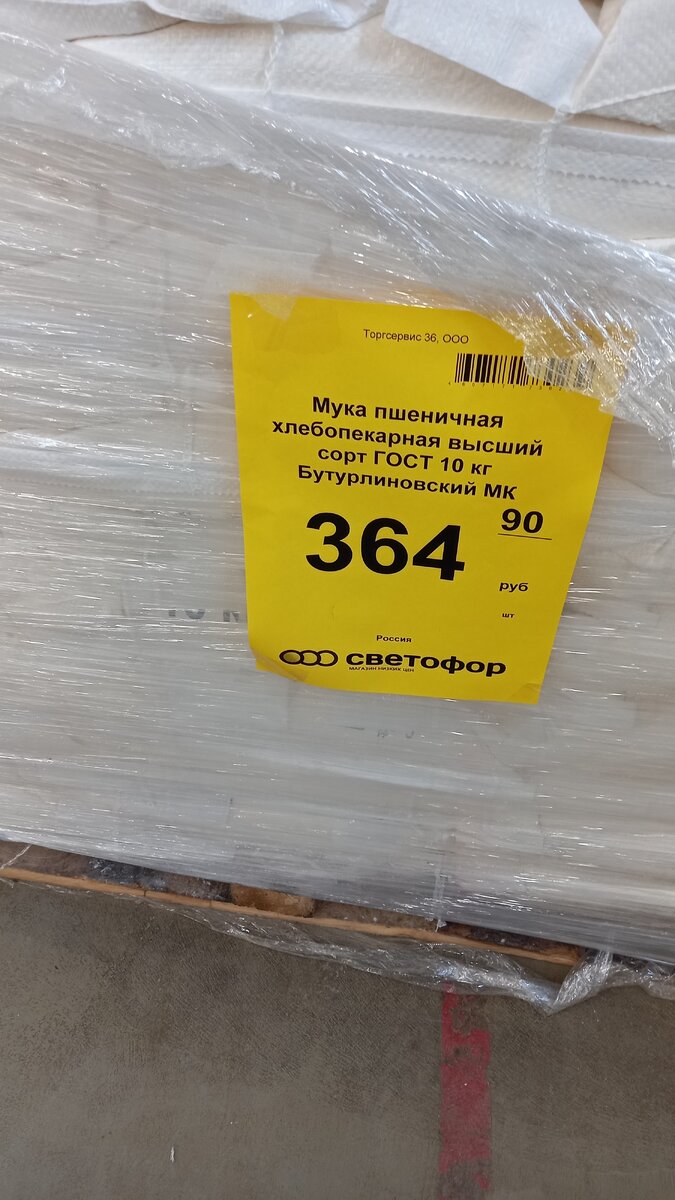 Торгсервис 36, ООО
Мука пшеничная
хлебопекарная высший
сорт ГОСТ 10 кг
Бутурлиновский МК
364 90
руб
шт
Россия
светофор
МАГАЗИН НИЗКИХ ЦЕН